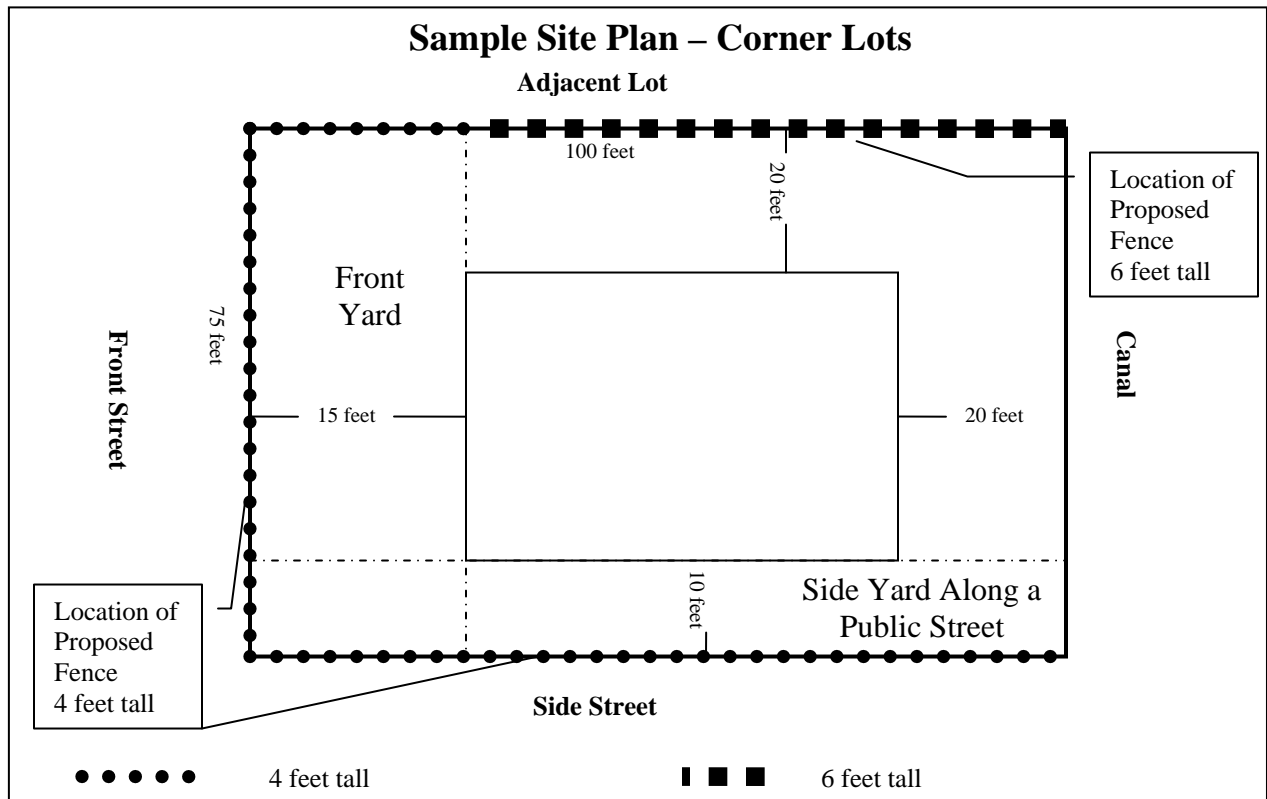 Sample Site Plan – Corner Lots
Adjacent Lot
100 feet
20 feet
Location of
Proposed
Fence
6 feet tall
Front
Yard
75 feet
Front Street
Canal
15 feet
20 feet
10 feet
Side Yard Along a
Public Street
Location of
Proposed
Fence
4 feet tall
Side Street
4 feet tall
6 feet tall